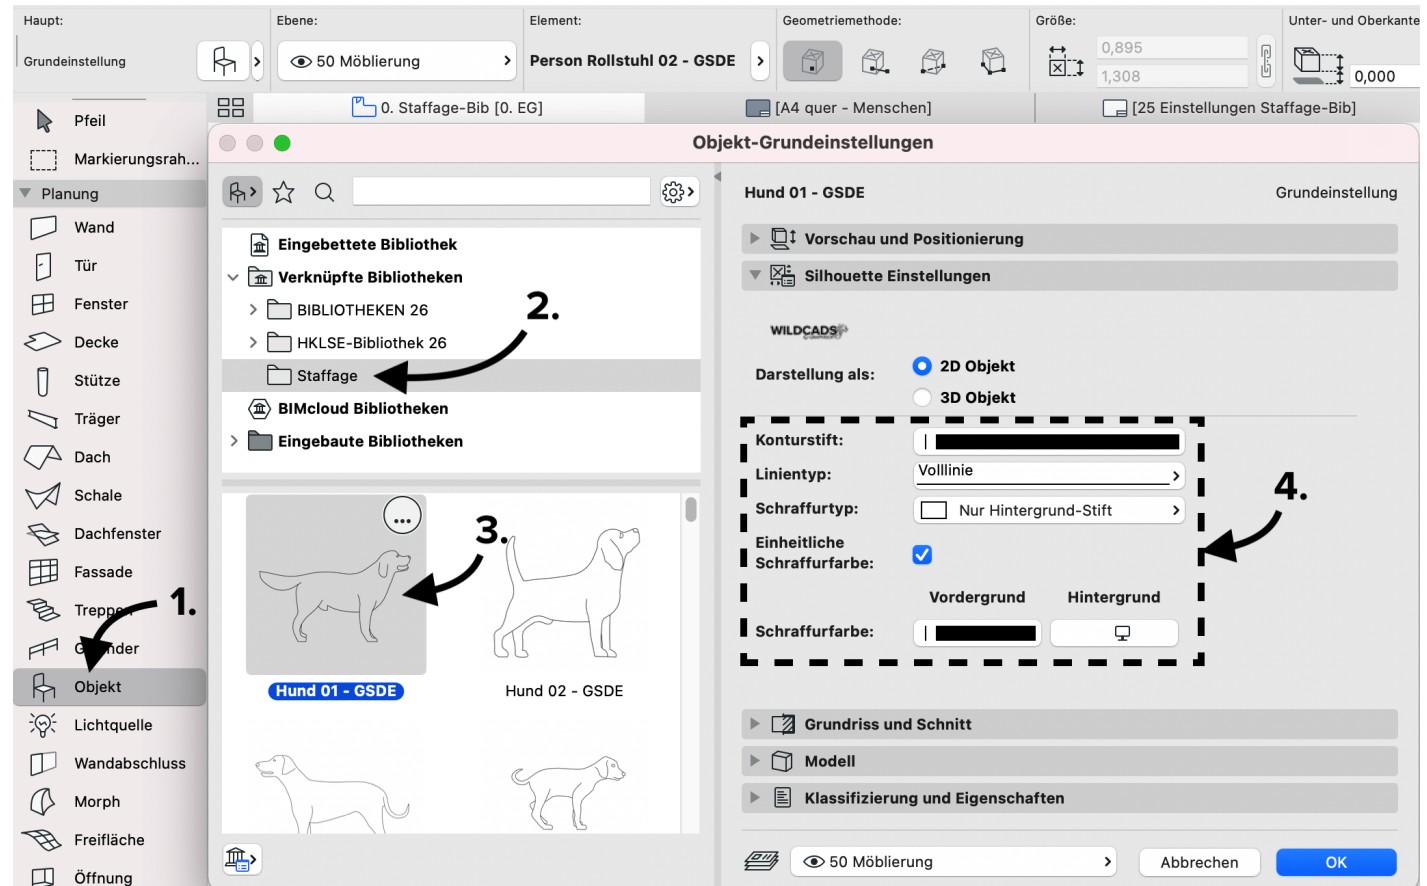 Haupt:
Ebene:
Element:
Geometriemethode:
Größe:
Unter- und Oberkante
Grundeinstellung
50 Möblierung
Person Rollstuhl 02 - GSDE
0,895
1,308
0,000
0. Staffage-Bib [0. EG]
[A4 quer - Menschen]
[25 Einstellungen Staffage-Bib]
Pfeil
Markierungsrah...
Planung
Wand
Tür
Fenster
Decke
Stütze
Träger
Dach
Schale
Dachfenster
Fassade
Treppe
1.
Objekt
Lichtquelle
Wandabschluss
Morph
Freifläche
Öffnung
Objekt-Grundeinstellungen
Eingebettete Bibliothek
Verknüpfte Bibliotheken
BIBLIOTHEKEN 26
2.
HKLSE-Bibliothek 26
Staffage
BIMcloud Bibliotheken
Eingebaute Bibliotheken
...
3.
Hund 01 - GSDE
Hund 02 - GSDE
Hund 01 - GSDE
Grundeinstellung
Vorschau und Positionierung
Silhouette Einstellungen
WILDCADS
Darstellung als:
2D Objekt
3D Objekt
Konturstift:
Linientyp:
Volllinie
Schraffurtyp:
Nur Hintergrund-Stift
4.
Einheitliche
Schraffurfarbe:
Vordergrund
Hintergrund
Schraffurfarbe:
Grundriss und Schnitt
Modell
Klassifizierung und Eigenschaften
50 Möblierung
Abbrechen
OK